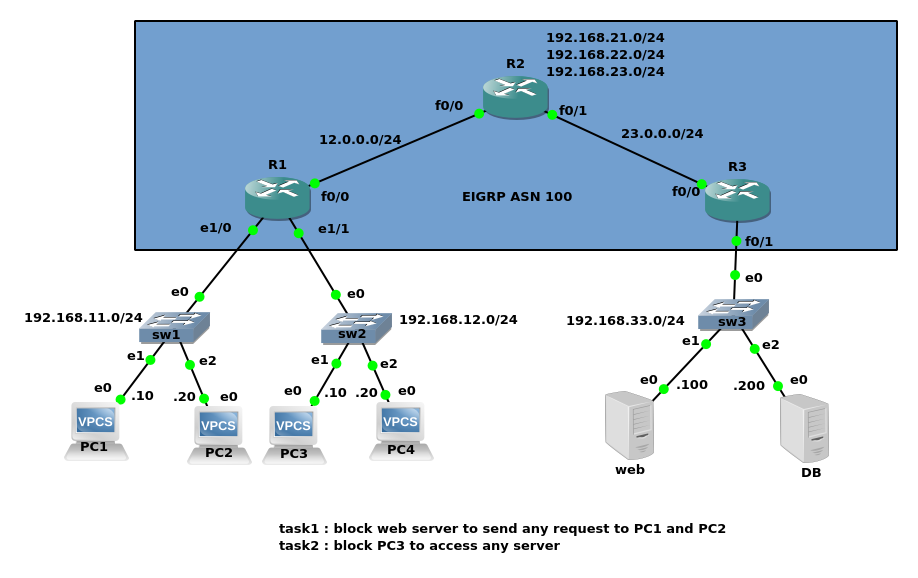 192.168.21.0/24
192.168.22.0/24
192.168.23.0/24
R2
f0/0
f0/1
12.0.0.0/24
23.0.0.0/24
R1
R3
f0/0
EIGRP ASN 100
f0/0
e1/0
e1/1
f0/1
e0
e0
e0
192.168.11.0/24
sw1
sw2
192.168.12.0/24
192.168.33.0/24
sw3
e1
e2
e1
e2
e1
e2
e0
.10
.20
e0
e0
.10
.20
e0
e0
.100
.200
e0
VPCS
VPCS
VPCS
VPCS
PC1
PC2
PC3
PC4
web
DB
task1 : block web server to send any request to PC1 and PC2
task2 : block PC3 to access any server